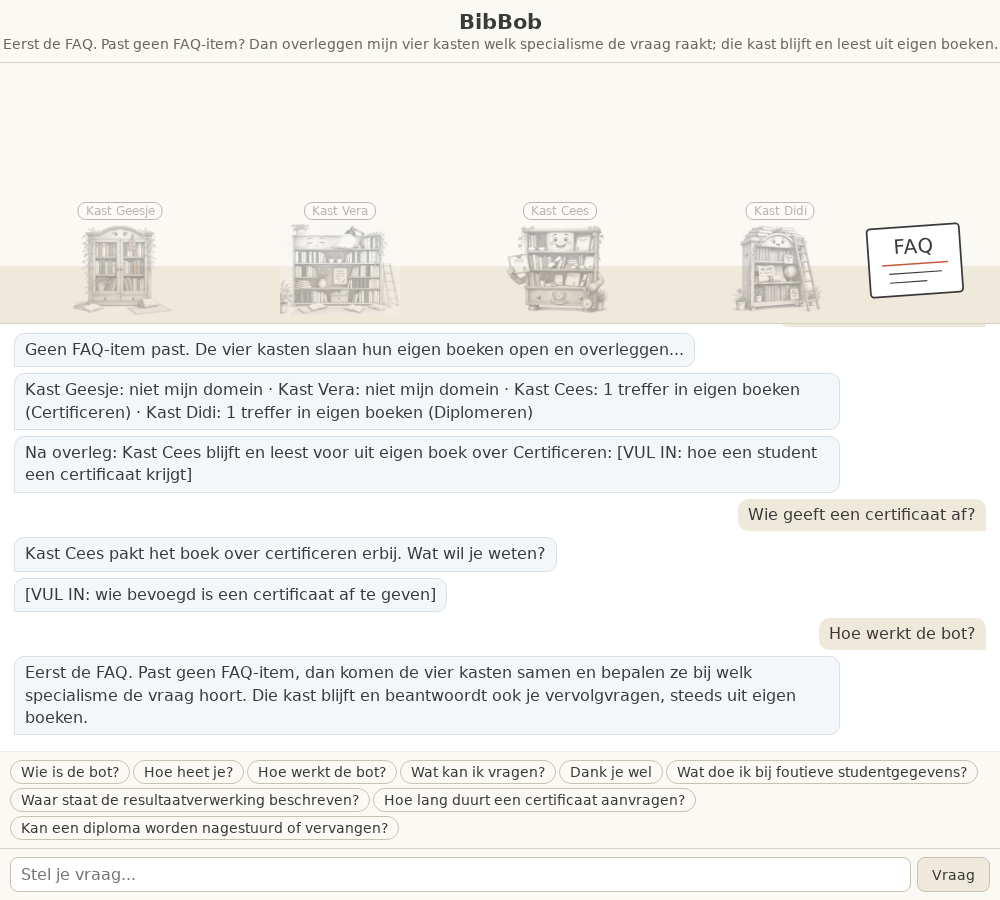 BibBob
Eerst de FAQ. Past geen FAQ-item? Dan overleggen mijn vier kasten welk specialisme de vraag raakt; die kast blijft en leest uit eigen boeken.
Kast Geesje
Kast Vera
Kast Cees
Kast Didi
FAQ
Geen FAQ-item past. De vier kasten slaan hun eigen boeken open en overleggen...
Kast Geesje: niet mijn domein · Kast Vera: niet mijn domein · Kast Cees: 1 treffer in eigen boeken
(Certificeren) · Kast Didi: 1 treffer in eigen boeken (Diplomeren)
Na overleg: Kast Cees blijft en leest voor uit eigen boek over Certificeren: [VUL IN: hoe een student
een certificaat krijgt]
Wie geeft een certificaat af?
Kast Cees pakt het boek over certificeren erbij. Wat wil je weten?
[VUL IN: wie bevoegd is een certificaat af te geven]
Hoe werkt de bot?
Eerst de FAQ. Past geen FAQ-item, dan komen de vier kasten samen en bepalen ze bij welk
specialisme de vraag hoort. Die kast blijft en beantwoordt ook je vervolgvragen, steeds uit eigen
boeken.
Wie is de bot? Hoe heet je? Hoe werkt de bot? Wat kan ik vragen? Dank je wel Wat doe ik bij foutieve studentgegevens?
Waar staat de resultaatverwerking beschreven? Hoe lang duurt een certificaat aanvragen?
Kan een diploma worden nagestuurd of vervangen?
Stel je vraag... Vraag